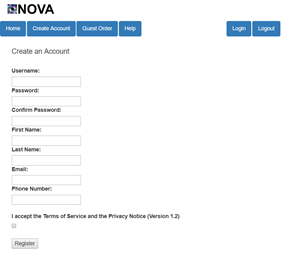 NOVA
Home Create Account Guest Order Help Login Logout
Create an Account
Username:
Password:
Confirm Password:
First Name:
Last Name:
Email:
Phone Number:
I accept the Terms of Service and the Privacy Notice (Version 1.2)
Register